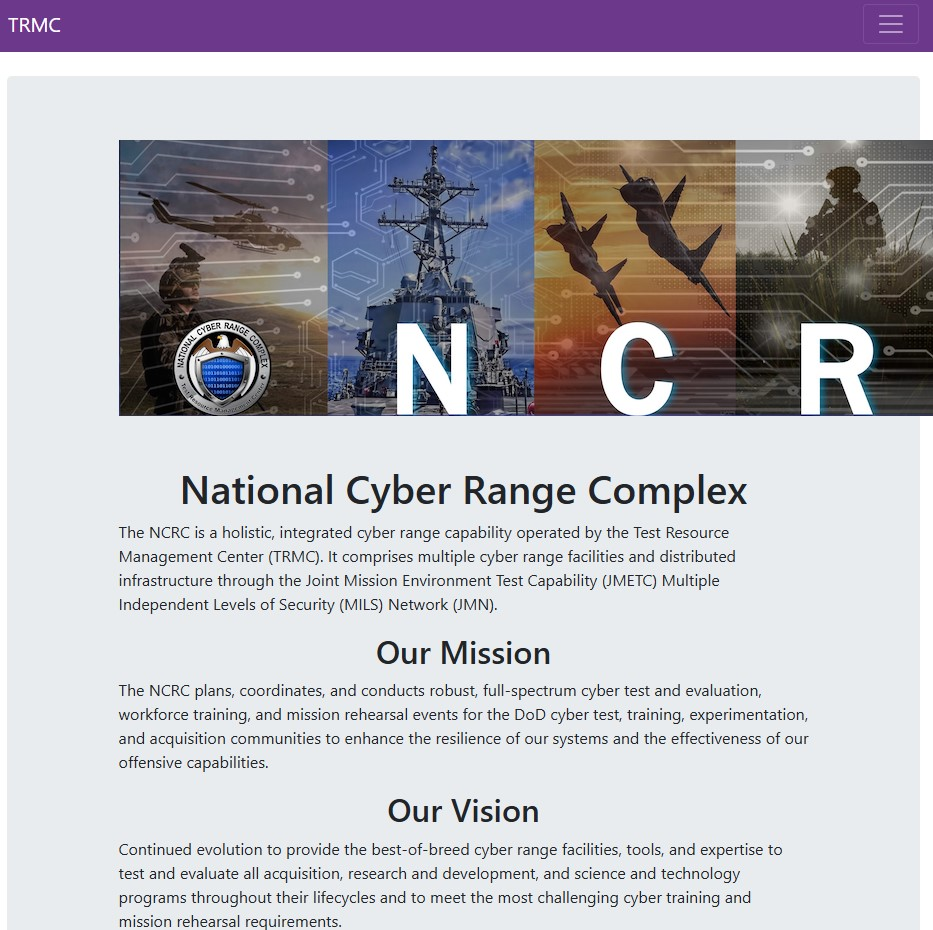 TRMC
NATIONAL CYBER RANGE COMPLEX
Test Resource Management Center
N C R
National Cyber Range Complex
The NCRC is a holistic, integrated cyber range capability operated by the Test Resource
Management Center (TRMC). It comprises multiple cyber range facilities and distributed
infrastructure through the Joint Mission Environment Test Capability (JMETC) Multiple
Independent Levels of Security (MILS) Network (JMN).
Our Mission
The NCRC plans, coordinates, and conducts robust, full-spectrum cyber test and evaluation,
workforce training, and mission rehearsal events for the DoD cyber test, training, experimentation,
and acquisition communities to enhance the resilience of our systems and the effectiveness of our
offensive capabilities.
Our Vision
Continued evolution to provide the best-of-breed cyber range facilities, tools, and expertise to
test and evaluate all acquisition, research and development, and science and technology
programs throughout their lifecycles and to meet the most challenging cyber training and
mission rehearsal requirements.